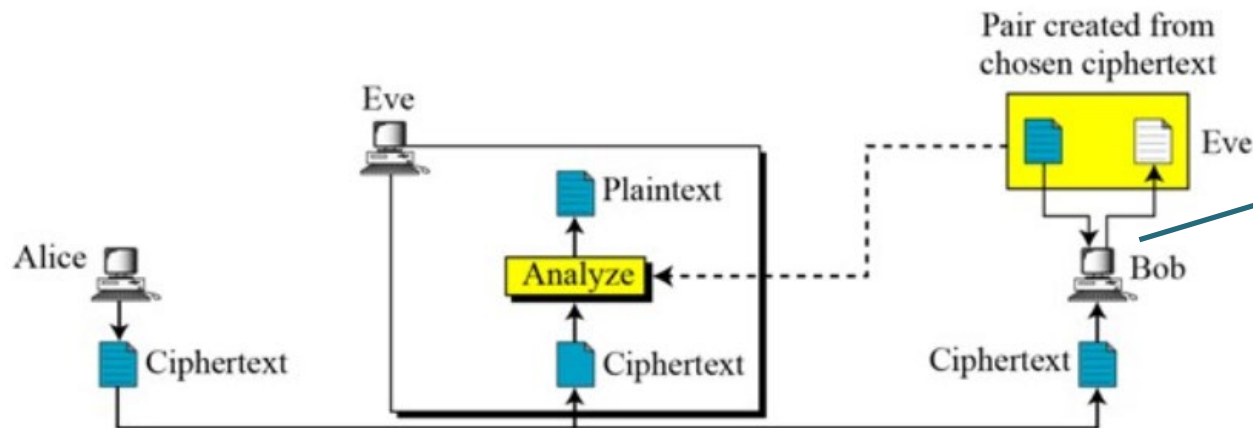 Pair created from
chosen ciphertext
Eve
Eve
Plaintext
Alice
Analyze
Bob
Ciphertext
Ciphertext
Ciphertext